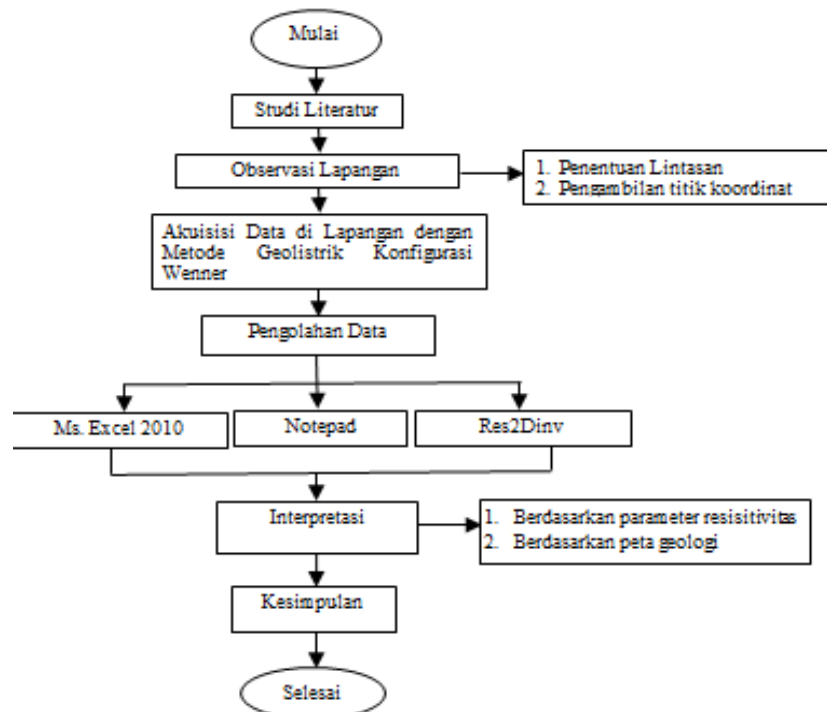 Mulai
Studi Literatur
Observasi Lapangan
1. Penentuan Lintasan
2. Pengambilan titik koordinat
Akuisisi Data di Lapangan dengan
Metode Geolistrik Konfigurasi
Wenner
Pengolahan Data
Ms. Excel 2010
Notepad
Res2Dinv
Interpretasi
1. Berdasarkan parameter resisitivitas
2. Berdasarkan peta geologi
Kesimpulan
Selesai